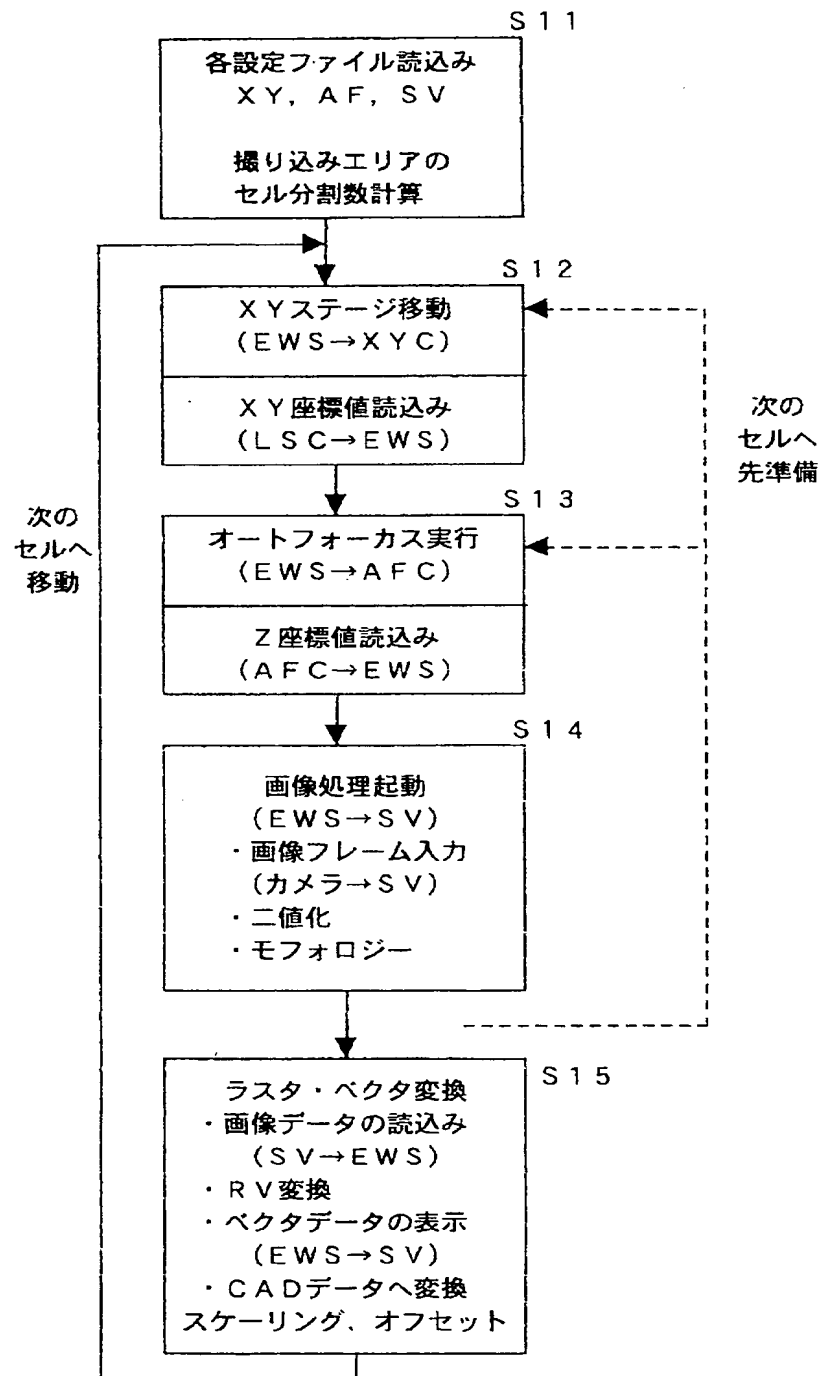 S11
各設定ファイル読込み
XY, AF, SV
撮り込みエリアの
セル分割数計算
S12
XYステージ移動
(EWS→XYC)
XY座標値読込み
(LSC→EWS)
次の
セルへ
先準備
S13
オートフォーカス実行
(EWS→AFC)
Z座標値読込み
(AFC→EWS)
次の
セルへ
移動
S14
画像処理起動
(EWS→SV)
・画像フレーム入力
(カメラ→SV)
・二値化
・モフォロジー
S15
ラスタ・ベクタ変換
・画像データの読込み
(SV→EWS)
・RV変換
・ベクタデータの表示
(EWS→SV)
・CADデータへ変換
スケーリング、オフセット